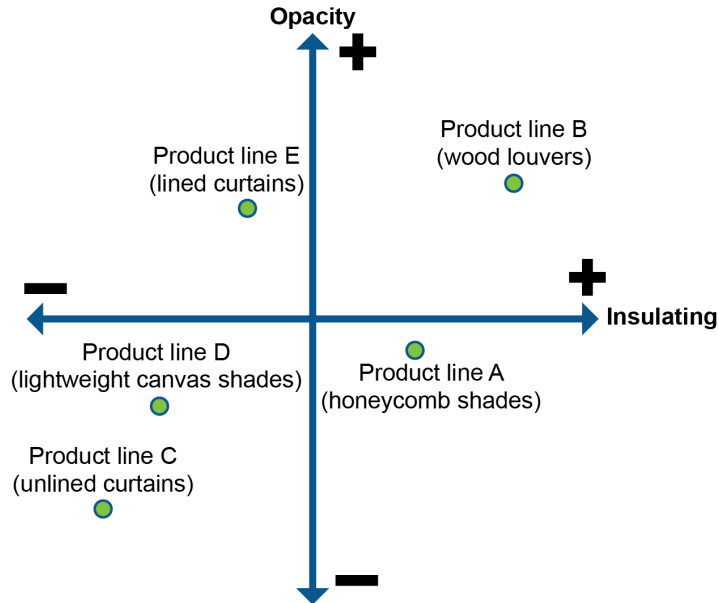 Opacity
+
Product line B
(wood louvers)
Product line E
(lined curtains)
−
+
Insulating
Product line D
(lightweight canvas shades)
Product line A
(honeycomb shades)
Product line C
(unlined curtains)
−